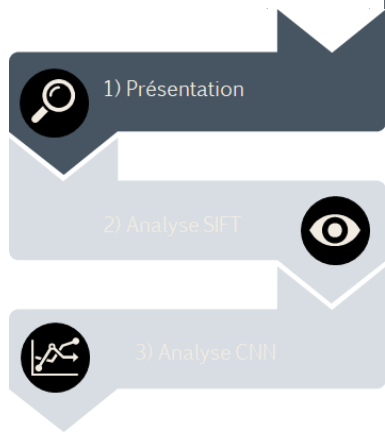 1) Présentation
2) Analyse SIFT
3) Analyse CNN